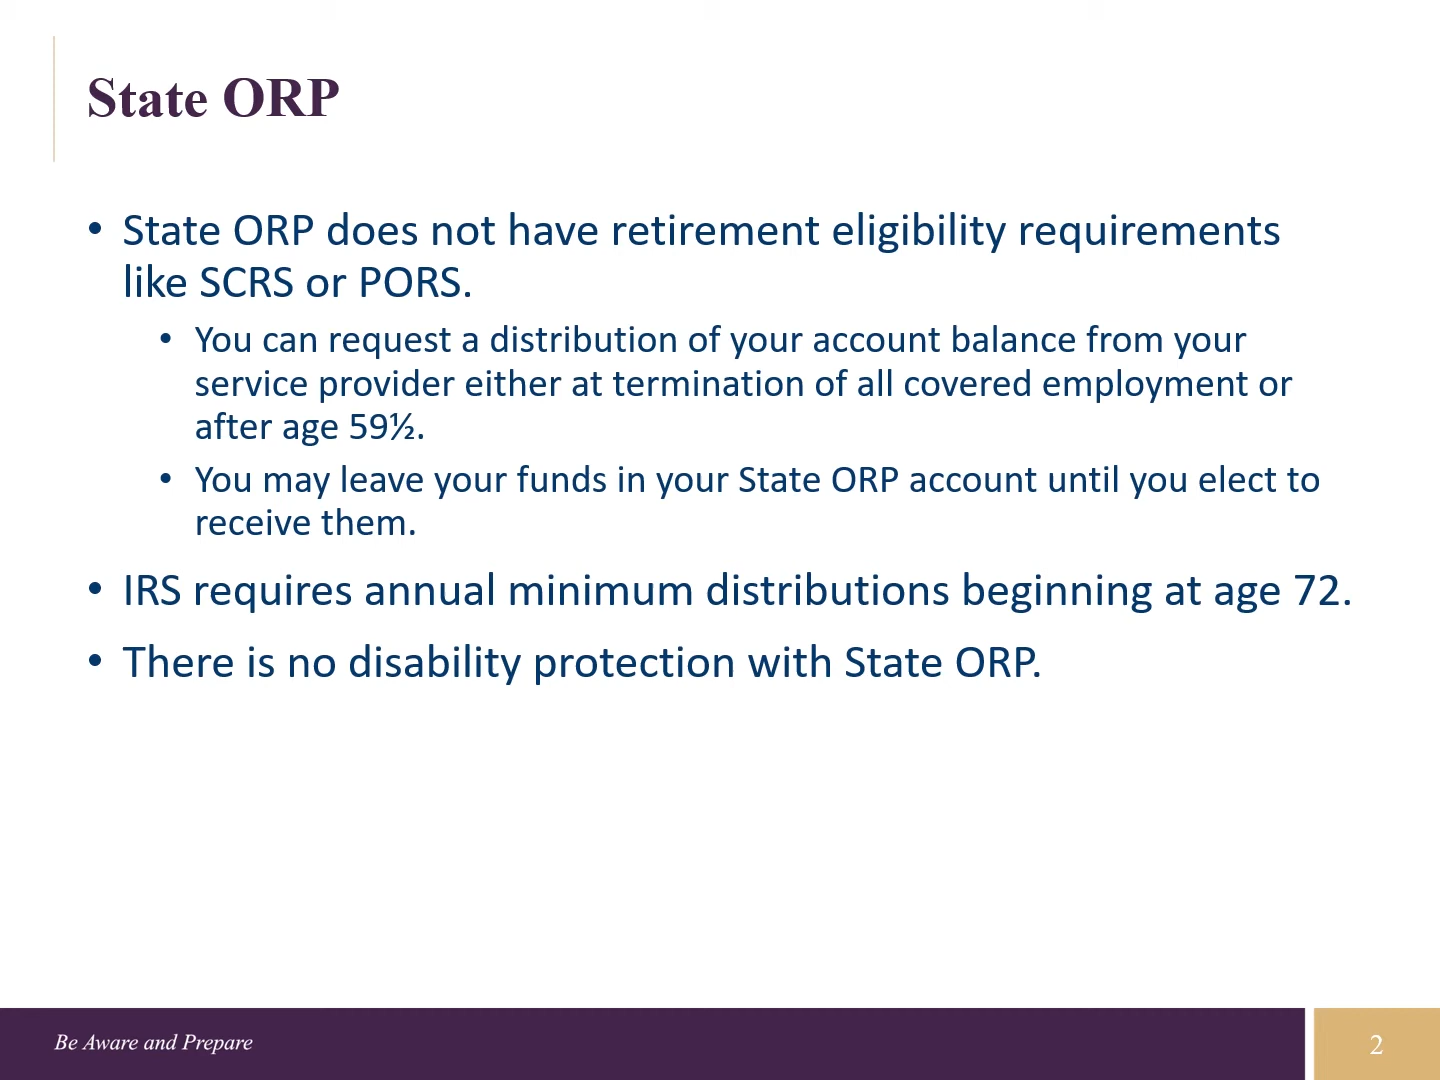 State ORP
• State ORP does not have retirement eligibility requirements
like SCRS or PORS.
• You can request a distribution of your account balance from your
service provider either at termination of all covered employment or
after age 59½.
• You may leave your funds in your State ORP account until you elect to
receive them.
• IRS requires annual minimum distributions beginning at age 72.
• There is no disability protection with State ORP.
Be Aware and Prepare
2